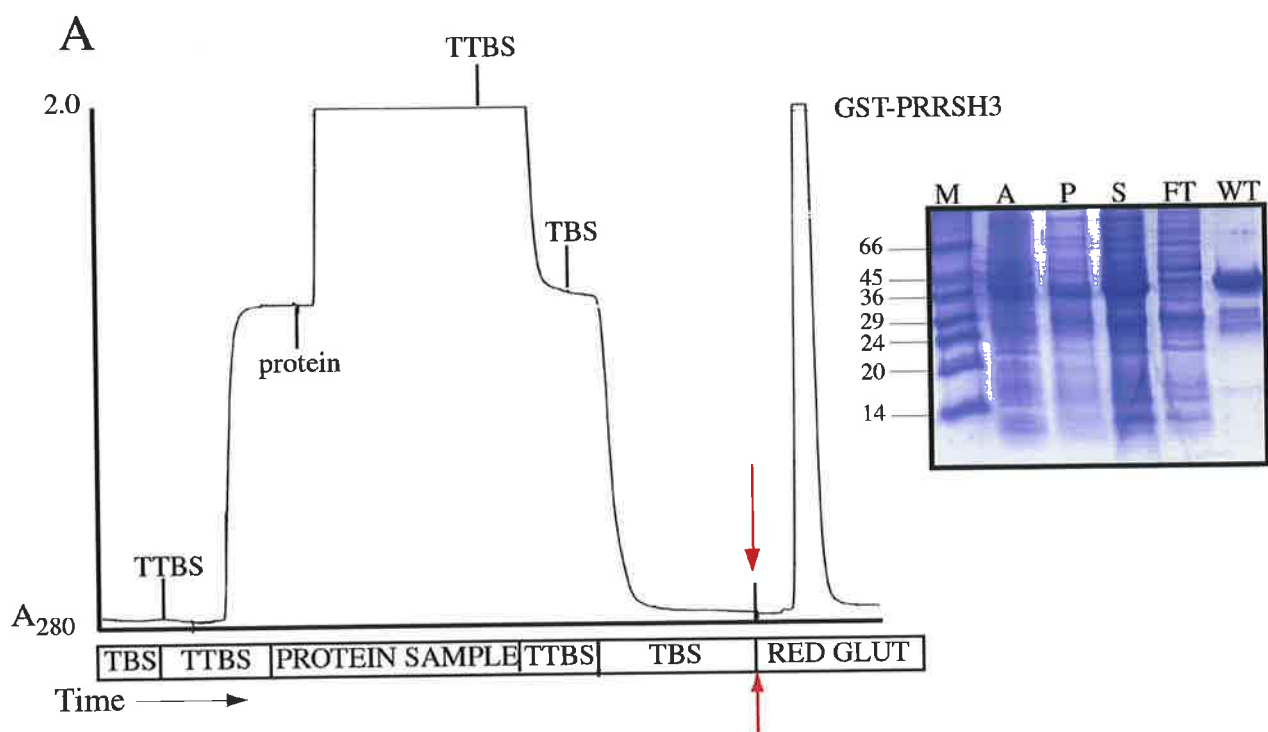 A
TTBS
2.0
GST-PRRSH3
M A P S FT WT
66
45
36
29
24
20
14
TBS
protein
TTBS
A280
TBS TTBS PROTEIN SAMPLE TTBS TBS RED GLUT
Time